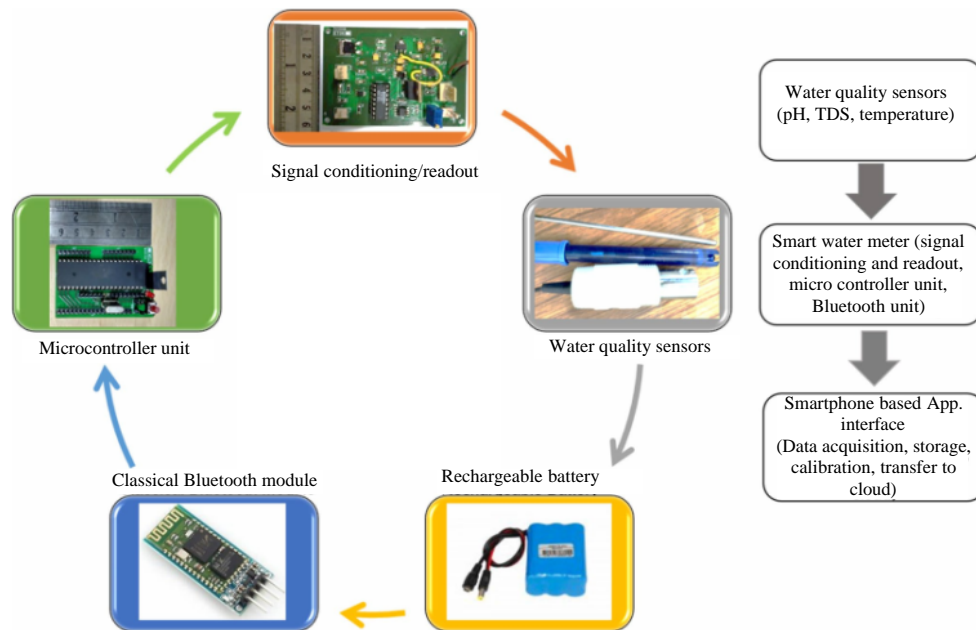 Signal conditioning/readout
Microcontroller unit
Water quality sensors
Classical Bluetooth module
Rechargeable battery
Water quality sensors
(pH, TDS, temperature)
Smart water meter (signal
conditioning and readout,
micro controller unit,
Bluetooth unit)
Smartphone based App.
interface
(Data acquisition, storage,
calibration, transfer to
cloud)